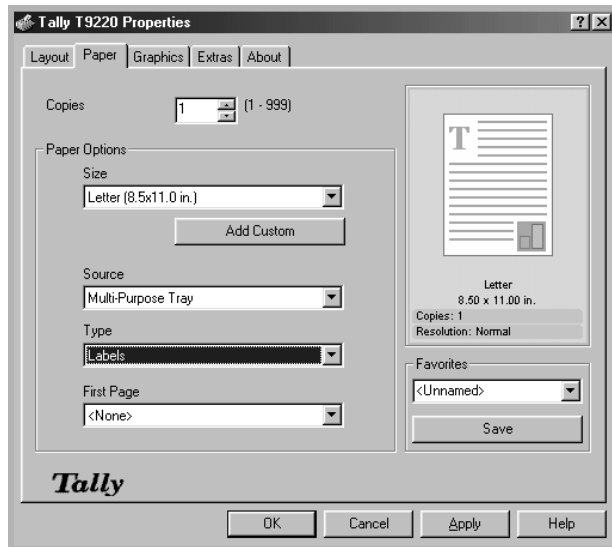 Tally T9220 Properties
Layout Paper Graphics Extras About
Copies 1 (1 - 999)
Paper Options
Size
Letter (8.5x11.0 in.)
Add Custom
Source
Multi-Purpose Tray
Type
Labels
First Page
<None>
T
Letter
8.50 x 11.00 in.
Copies: 1
Resolution: Normal
Favorites
<Unnamed>
Save
Tally
OK Cancel Apply Help